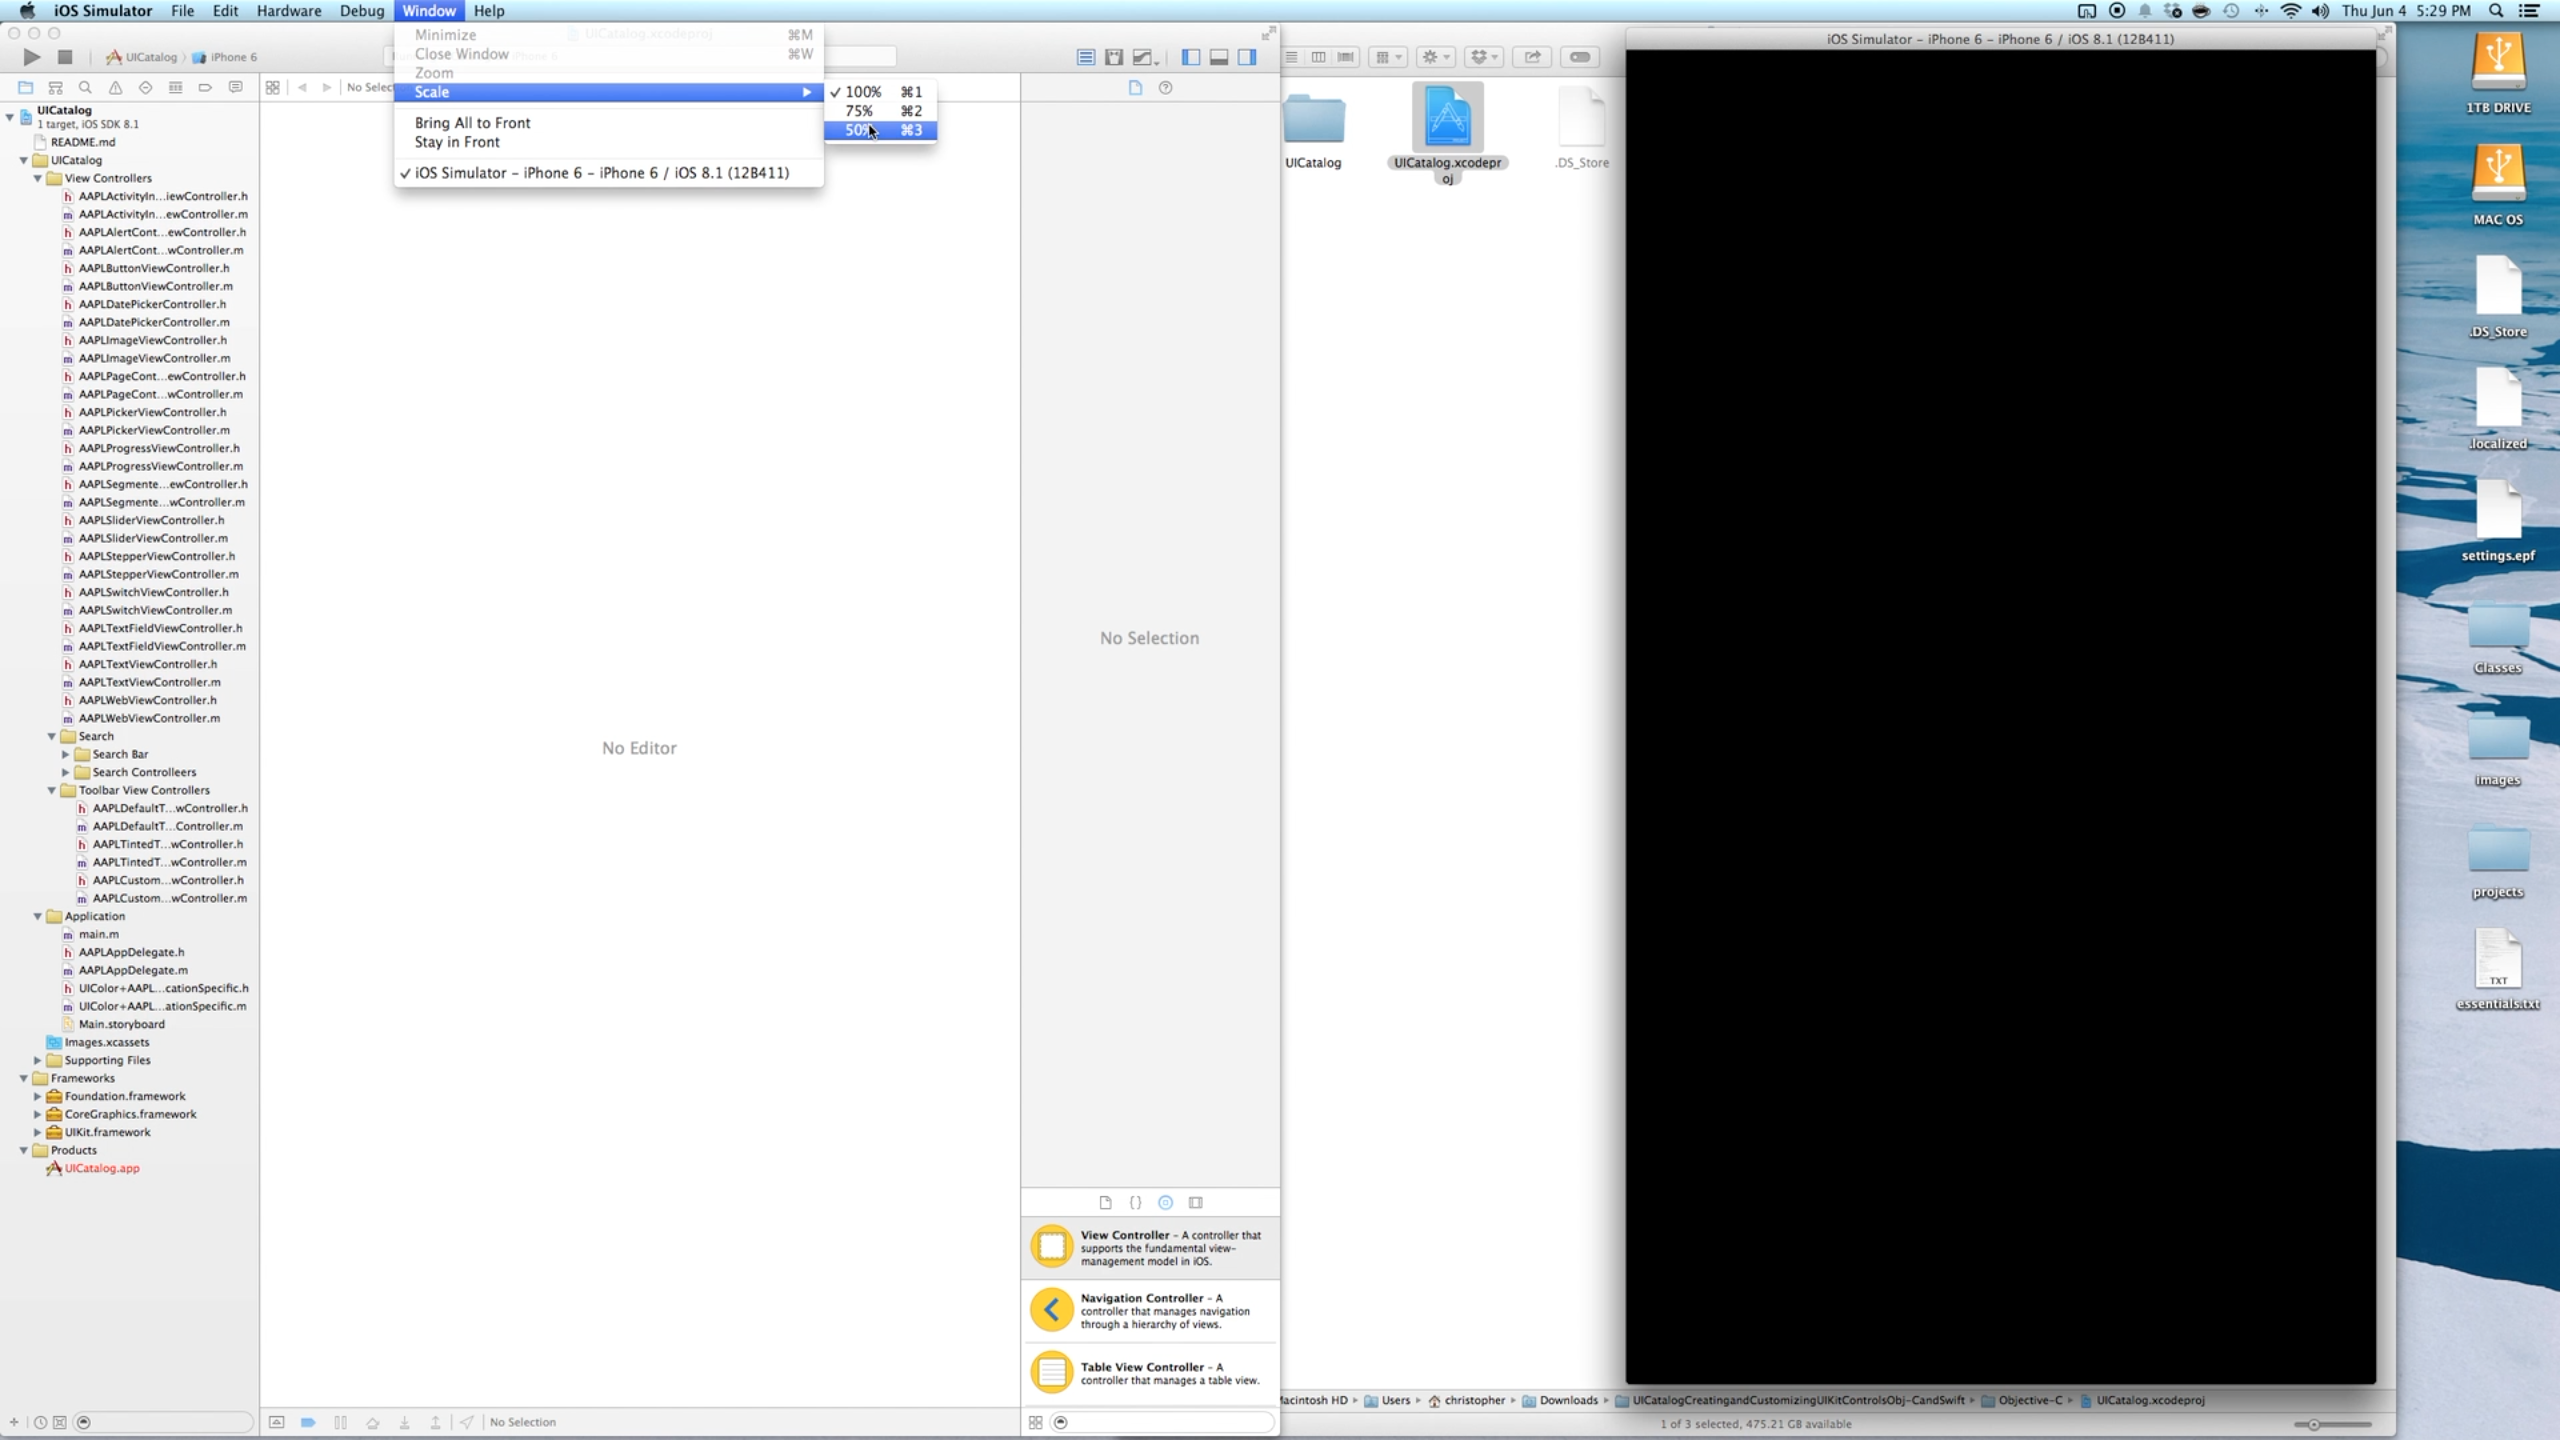 iOS Simulator File Edit Hardware Debug Window Help
Thu Jun 4 5:29 PM
UICatalog iPhone 6
Minimize ⌘M
Close Window ⌘W
Zoom
Scale
✓ 100% ⌘1
75% ⌘2
50% ⌘3
Bring All to Front
Stay in Front
✓ iOS Simulator – iPhone 6 – iPhone 6 / iOS 8.1 (12B411)
UICatalog.xcodeproj
No Selec
UICatalog
1 target, iOS SDK 8.1
README.md
UICatalog
View Controllers
AAPLActivityIn...iewController.h
AAPLActivityIn...ewController.m
AAPLAlertCont...ewController.h
AAPLAlertCont...wController.m
AAPLButtonViewController.h
AAPLButtonViewController.m
AAPLDatePickerController.h
AAPLDatePickerController.m
AAPLImageViewController.h
AAPLImageViewController.m
AAPLPageCont...ewController.h
AAPLPageCont...wController.m
AAPLPickerViewController.h
AAPLPickerViewController.m
AAPLProgressViewController.h
AAPLProgressViewController.m
AAPLSegmente...ewController.h
AAPLSegmente...wController.m
AAPLSliderViewController.h
AAPLSliderViewController.m
AAPLStepperViewController.h
AAPLStepperViewController.m
AAPLSwitchViewController.h
AAPLSwitchViewController.m
AAPLTextFieldViewController.h
AAPLTextFieldViewController.m
AAPLTextViewController.h
AAPLTextViewController.m
AAPLWebViewController.h
AAPLWebViewController.m
Search
Search Bar
Search Controlleers
Toolbar View Controllers
AAPLDefaultT...wController.h
AAPLDefaultT...Controller.m
AAPLTintedT...wController.h
AAPLTintedT...wController.m
AAPLCustom...wController.h
AAPLCustom...wController.m
Application
main.m
AAPLAppDelegate.h
AAPLAppDelegate.m
UIColor+AAPL...cationSpecific.h
UIColor+AAPL...ationSpecific.m
Main.storyboard
Images.xcassets
Supporting Files
Frameworks
Foundation.framework
CoreGraphics.framework
UIKit.framework
Products
UICatalog.app
No Editor
No Selection
No Selection
{}
View Controller – A controller that
supports the fundamental view-
management model in iOS.
Navigation Controller – A
controller that manages navigation
through a hierarchy of views.
Table View Controller – A
controller that manages a table view.
UICatalog
UICatalog.xcodepr
oj
.DS_Store
iOS Simulator – iPhone 6 – iPhone 6 / iOS 8.1 (12B411)
acintosh HD Users christopher Downloads UICatalogCreatingandCustomizingUIKitControlsObj-CandSwift Objective-C UICatalog.xcodeproj
1 of 3 selected, 475.21 GB available
1TB DRIVE
MAC OS
.DS_Store
.localized
settings.epf
Classes
images
projects
TXT
essentials.txt